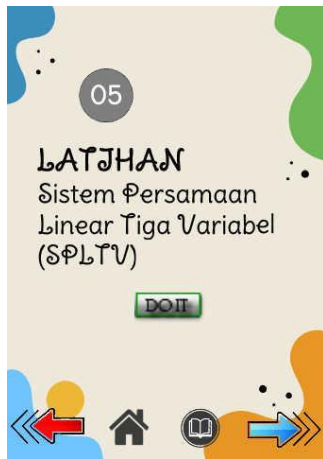 05
LATIHAN
Sistem Persamaan
Linear Tiga Variabel
(SPLTV)
DO IT